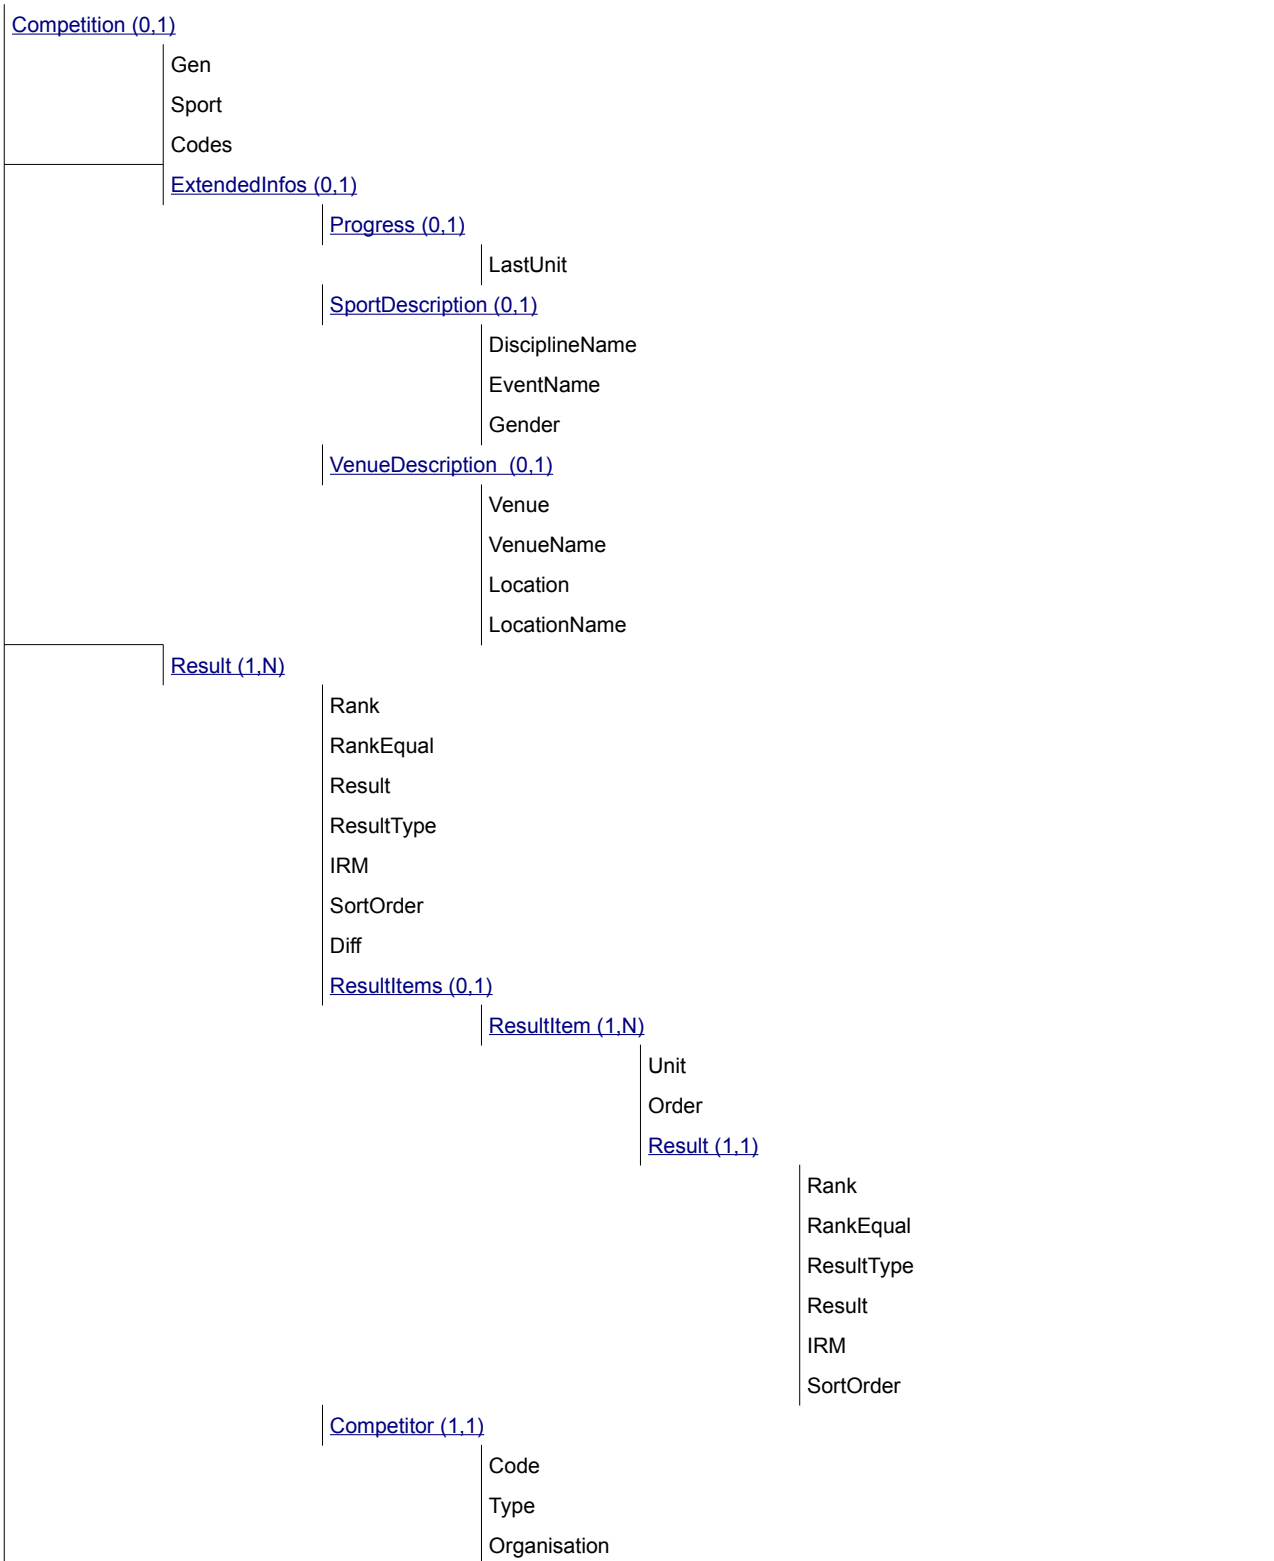 Competition (0,1)
Gen
Sport
Codes
ExtendedInfos (0,1)
Progress (0,1)
LastUnit
SportDescription (0,1)
DisciplineName
EventName
Gender
VenueDescription  (0,1)
Venue
VenueName
Location
LocationName
Result (1,N)
Rank
RankEqual
Result
ResultType
IRM
SortOrder
Diff
ResultItems (0,1)
ResultItem (1,N)
Unit
Order
Result (1,1)
Rank
RankEqual
ResultType
Result
IRM
SortOrder
Competitor (1,1)
Code
Type
Organisation